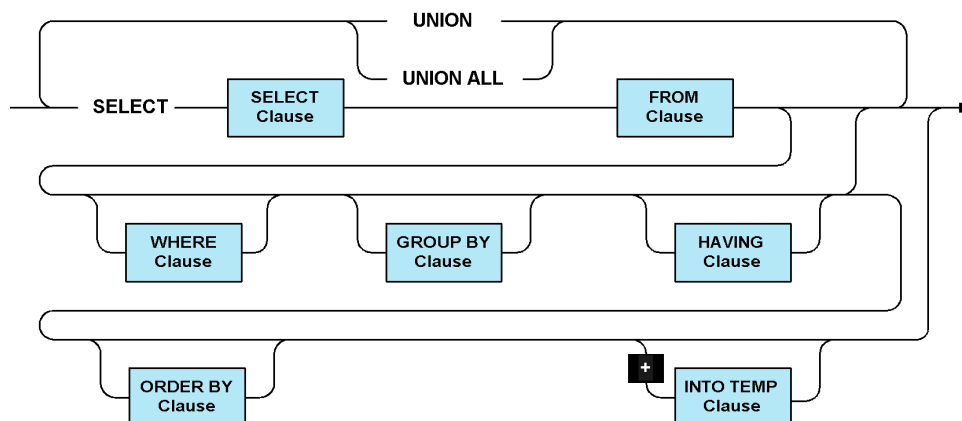 UNION
UNION ALL
SELECT
SELECT
Clause
FROM
Clause
WHERE
Clause
GROUP BY
Clause
HAVING
Clause
ORDER BY
Clause
+
INTO TEMP
Clause